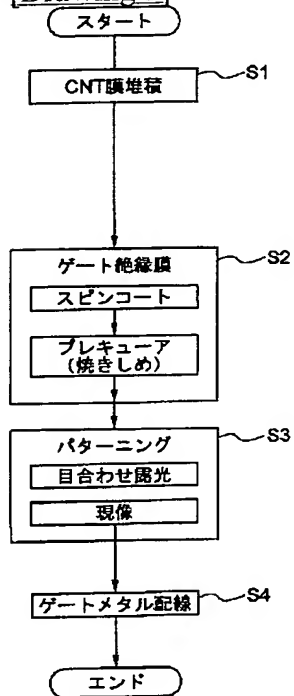 スタート
CNT膜堆積
S1
ゲート絶縁膜
S2
スピンコート
プレキュア
(焼きしめ)
パターニング
S3
目合わせ露光
現像
ゲートメタル配線
S4
エンド